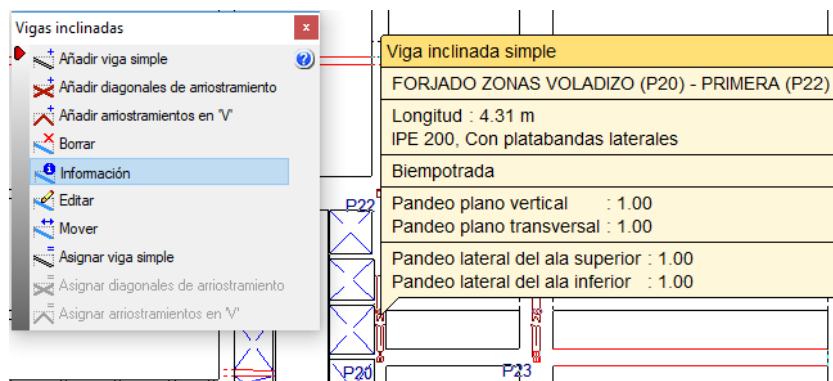 Vigas inclinadas
x
Añadir viga simple
?
Añadir diagonales de arriostramiento
Añadir arriostramientos en 'V'
Borrar
Información
Editar
Mover
Asignar viga simple
Asignar diagonales de arriostramiento
Asignar arriostramientos en 'V'
Viga inclinada simple
FORJADO ZONAS VOLADIZO (P20) - PRIMERA (P22)
Longitud : 4.31 m
IPE 200, Con platabandas laterales
Biempotrada
Pandeo plano vertical : 1.00
Pandeo plano transversal : 1.00
Pandeo lateral del ala superior : 1.00
Pandeo lateral del ala inferior : 1.00
P22
P20
P23